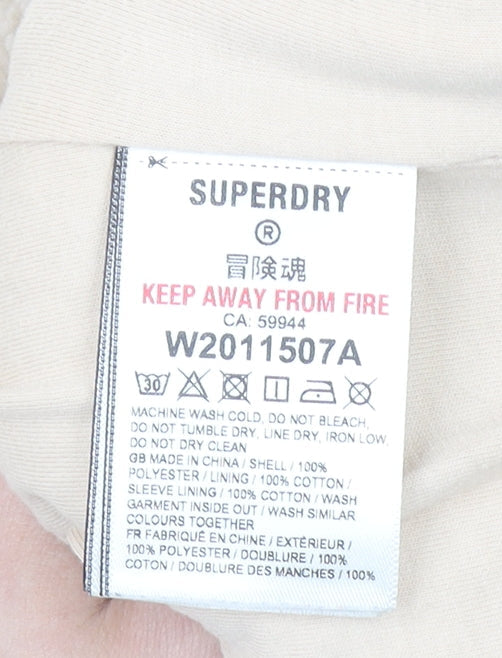 SUPERDRY
®
冒険魂
KEEP AWAY FROM FIRE
CA: 59944
W2011507A
30
MACHINE WASH COLD, DO NOT BLEACH,
DO NOT TUMBLE DRY, LINE DRY, IRON LOW,
DO NOT DRY CLEAN
GB MADE IN CHINA / SHELL / 100%
POLYESTER / LINING / 100% COTTON /
SLEEVE LINING / 100% COTTON / WASH
GARMENT INSIDE OUT / WASH SIMILAR
COLOURS TOGETHER
FR FABRIQUÉ EN CHINE / EXTÉRIEUR /
100% POLYESTER / DOUBLURE / 100%
COTON / DOUBLURE DES MANCHES / 100%